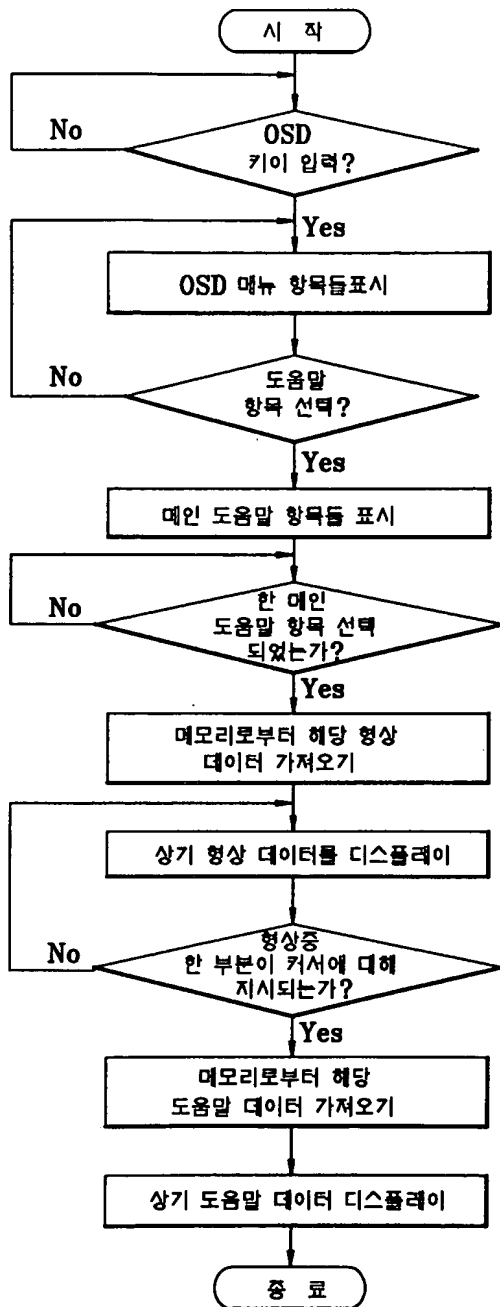 시 작
No
OSD
키이 입력?
Yes
OSD 메뉴 항목들표시
No
도움말
항목 선택?
Yes
메인 도움말 항목들 표시
No
한 메인
도움말 항목 선택
되었는가?
Yes
메모리로부터 해당 형상
데이터 가져오기
상기 형상 데이터를 디스플레이
No
형상중
한 부분이 커서에 대해
지시되는가?
Yes
메모리로부터 해당
도움말 데이터 가져오기
상기 도움말 데이터 디스플레이
종 료